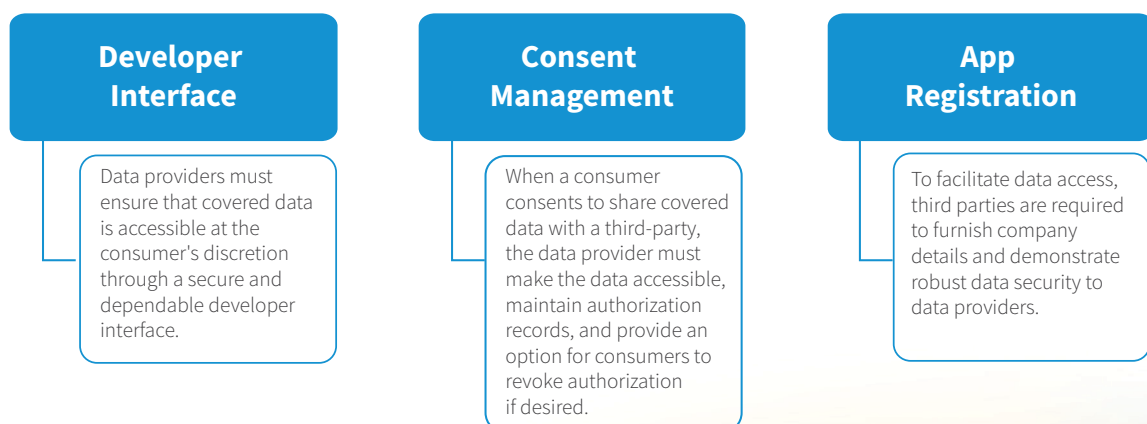 Developer
Interface
Data providers must
ensure that covered data
is accessible at the
consumer's discretion
through a secure and
dependable developer
interface.
Consent
Management
When a consumer
consents to share covered
data with a third-party,
the data provider must
make the data accessible,
maintain authorization
records, and provide an
option for consumers to
revoke authorization
if desired.
App
Registration
To facilitate data access,
third parties are required
to furnish company
details and demonstrate
robust data security to
data providers.